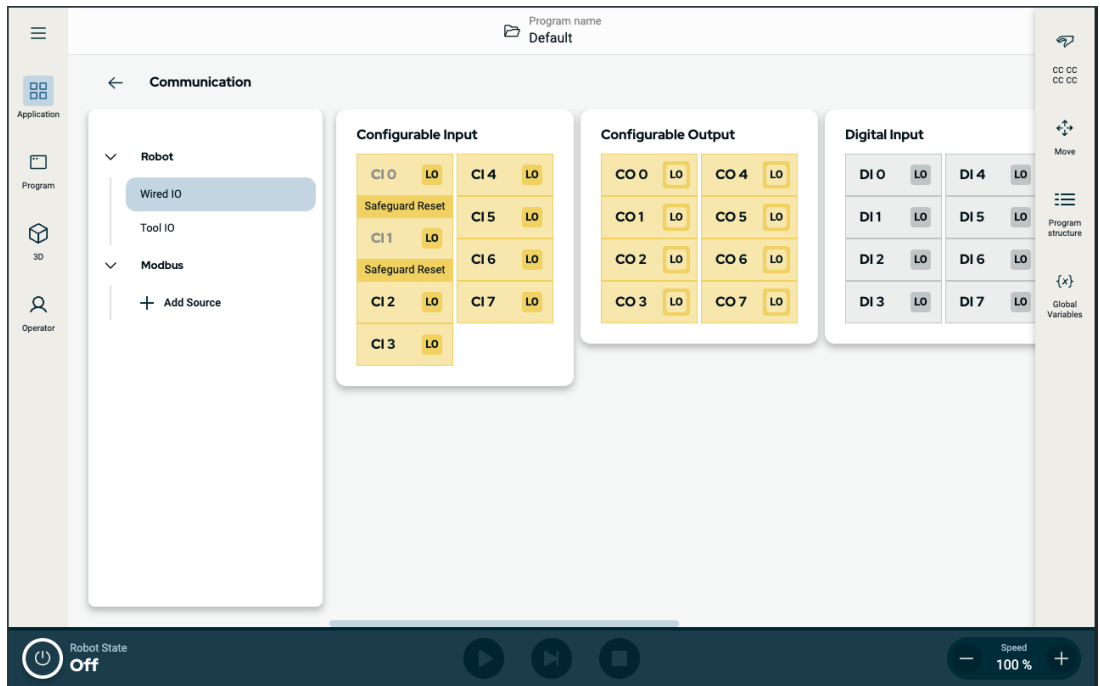 Program name
Default
Application
Program
3D
Operator
Communication
Robot
Wired IO
Tool IO
Modbus
Add Source
Configurable Input
CI 0 LO CI 4 LO
Safeguard Reset
CI 5 LO
CI 1 LO
CI 6 LO
Safeguard Reset
CI 2 LO CI 7 LO
CI 3 LO
Configurable Output
CO 0 LO CO 4 LO
CO 1 LO CO 5 LO
CO 2 LO CO 6 LO
CO 3 LO CO 7 LO
Digital Input
DI 0 LO DI 4 LO
DI 1 LO DI 5 LO
DI 2 LO DI 6 LO
DI 3 LO DI 7 LO
CC CC
CC CC
Move
Program
structure
{x}
Global
Variables
Robot State
Off
Speed
100 %